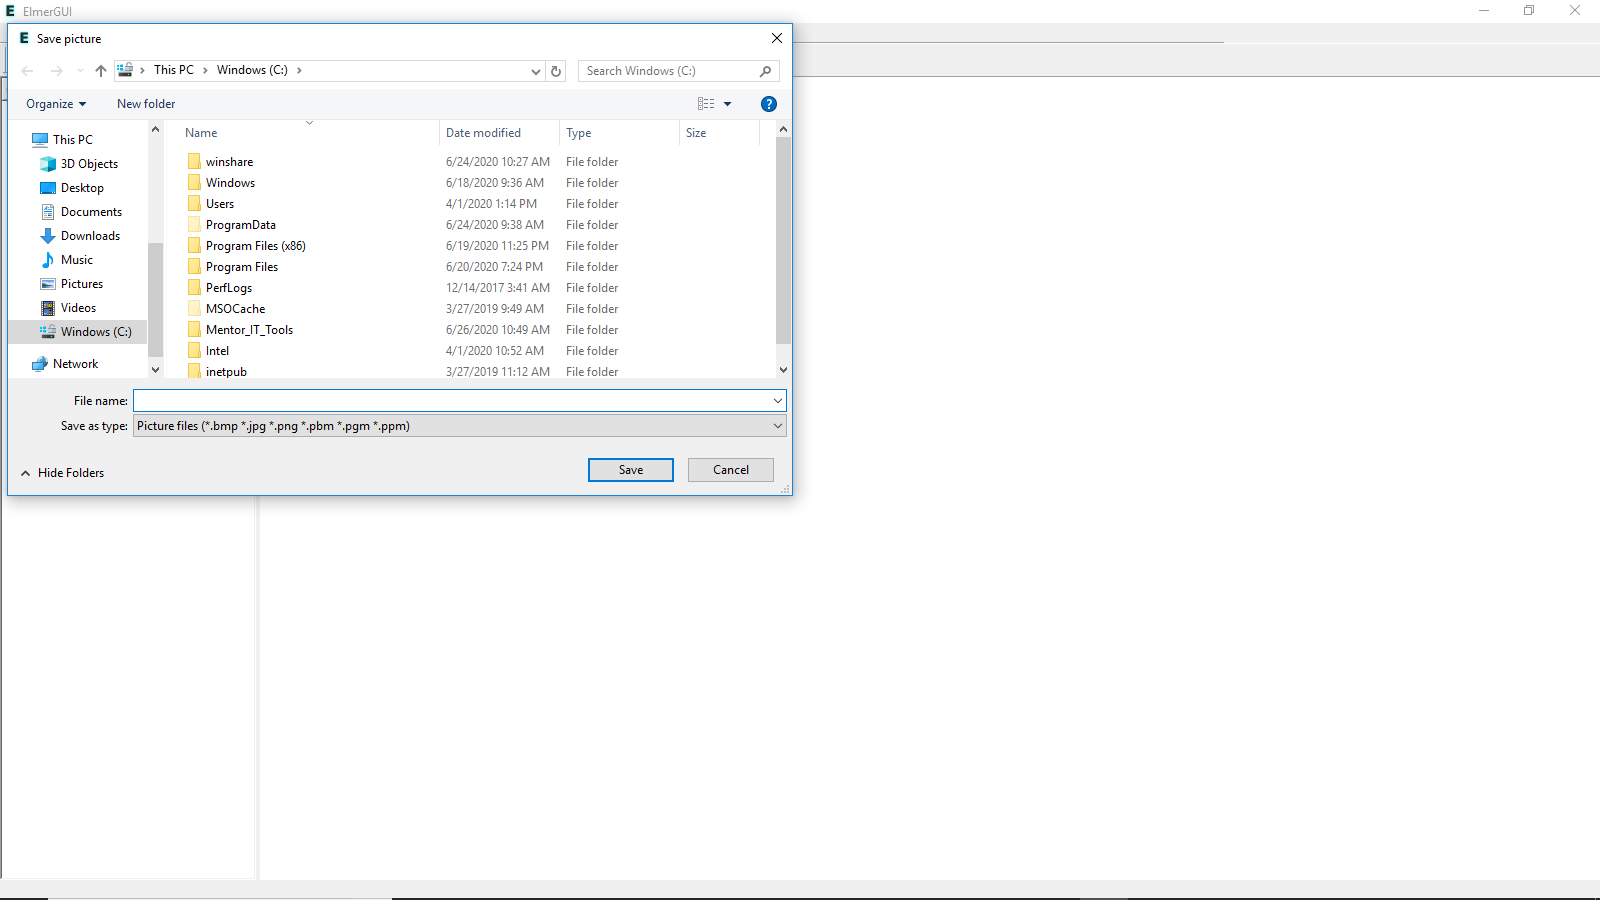 ElmerGUI
Save picture
This PC
Windows (C:)
Search Windows (C:)
Organize
New folder
?
This PC
3D Objects
Desktop
Documents
Downloads
Music
Pictures
Videos
Windows (C:)
Network
Name Date modified Type Size
winshare 6/24/2020 10:27 AM File folder
Windows 6/18/2020 9:36 AM File folder
Users 4/1/2020 1:14 PM File folder
ProgramData 6/24/2020 9:38 AM File folder
Program Files (x86) 6/19/2020 11:25 PM File folder
Program Files 6/20/2020 7:24 PM File folder
PerfLogs 12/14/2017 3:41 AM File folder
MSOCache 3/27/2019 9:49 AM File folder
Mentor_IT_Tools 6/26/2020 10:49 AM File folder
Intel 4/1/2020 10:52 AM File folder
inetpub 3/27/2019 11:12 AM File folder
File name:
Save as type: Picture files (*.bmp *.jpg *.png *.pbm *.pgm *.ppm)
Hide Folders
Save
Cancel